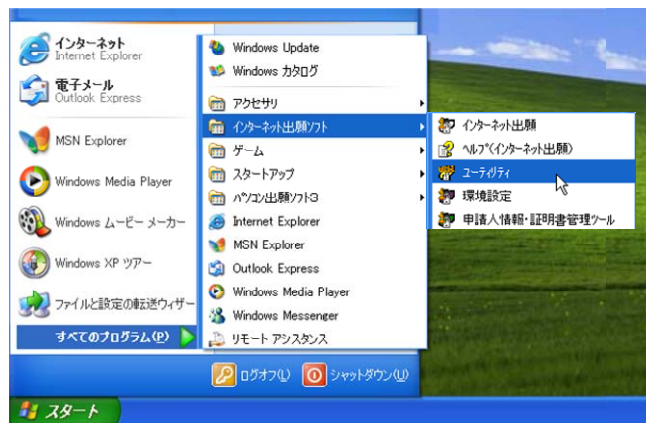 インターネット
Internet Explorer
電子メール
Outlook Express
MSN Explorer
Windows Media Player
Windows ムービー メーカー
Windows XP ツアー
ファイルと設定の転送ウィザー
すべてのプログラム(P)
Windows Update
Windows カタログ
アクセサリ
インターネット出願ソフト
ゲーム
スタートアップ
パソコン出願ソフト3
Internet Explorer
MSN Explorer
Outlook Express
Windows Media Player
Windows Messenger
リモート アシスタンス
インターネット出願
ヘルプ(インターネット出願)
ユーティリティ
環境設定
申請人情報・証明書管理ツール
ログオフ(L)
シャットダウン(U)
スタート